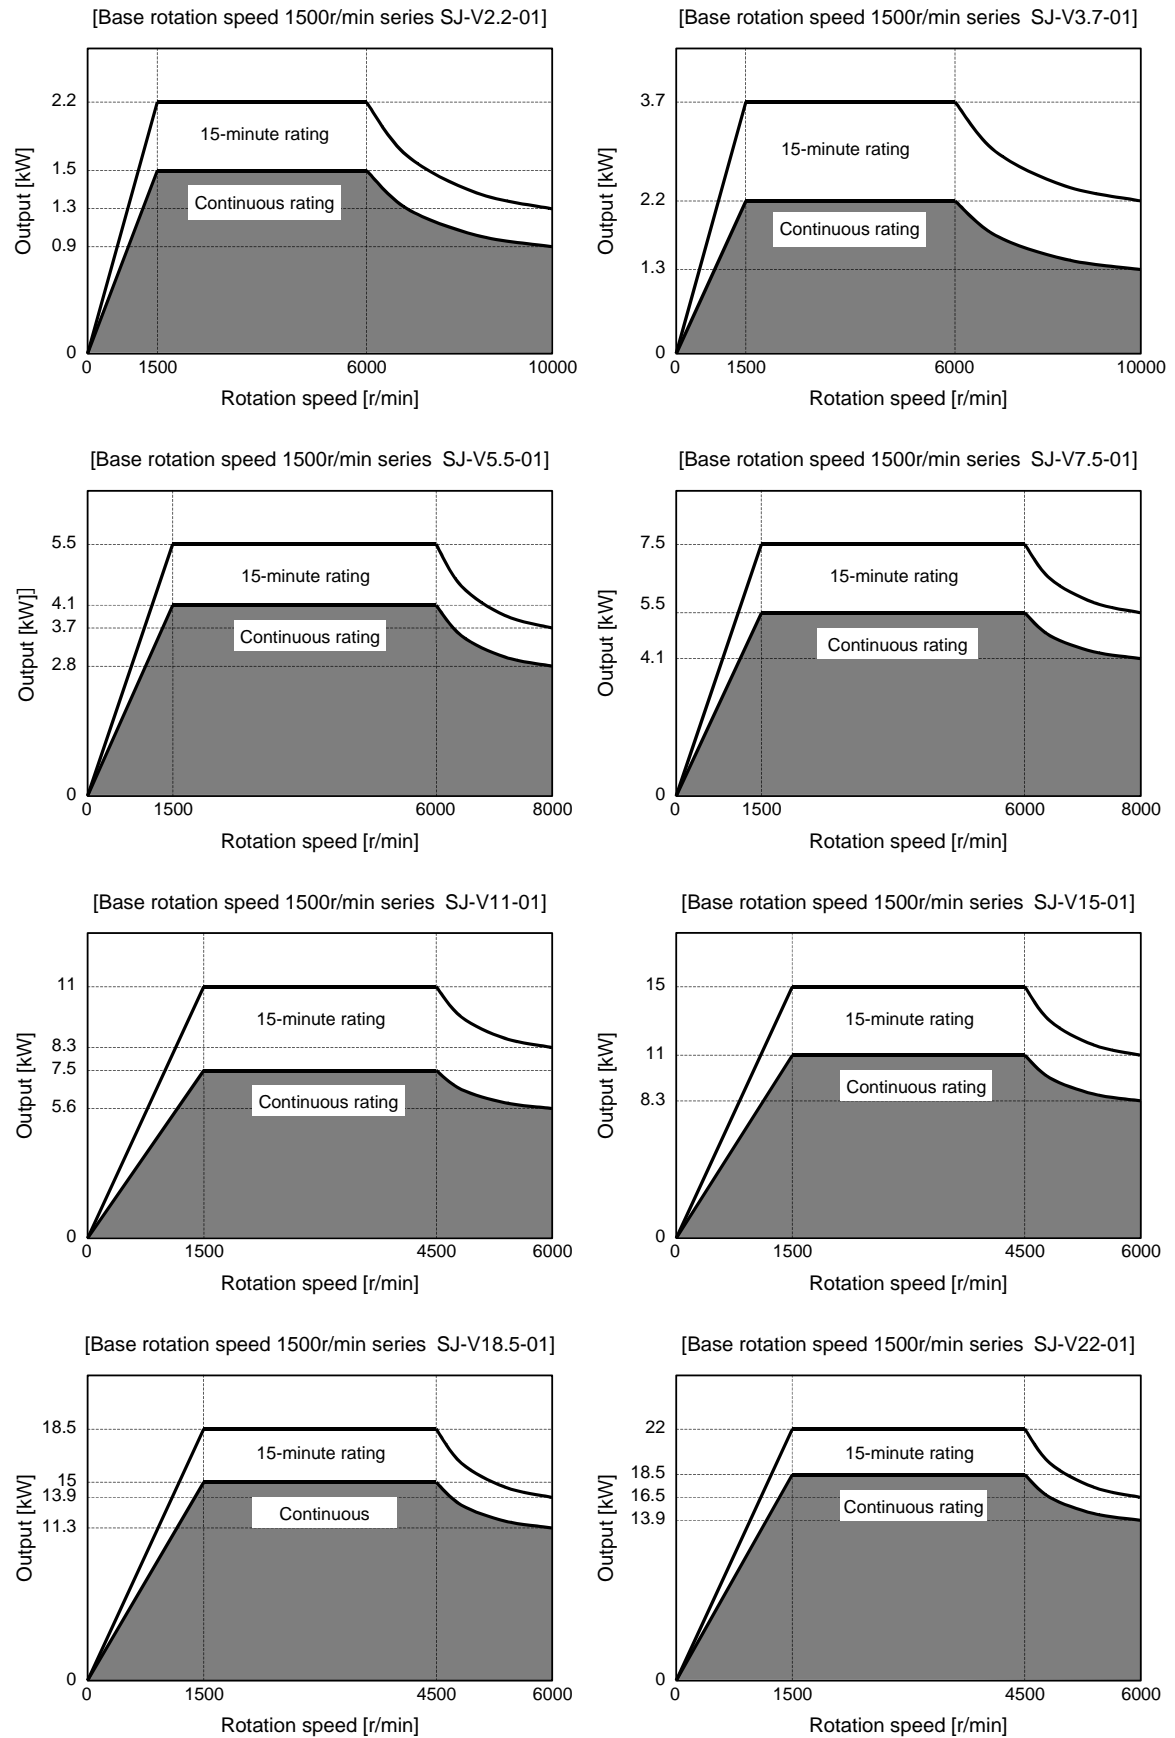 [Base rotation speed 1500r/min series SJ-V2.2-01]
2.2
1.5
1.3
0.9
0
Output [kW]
15-minute rating
Continuous rating
0
1500
6000
10000
Rotation speed [r/min]
[Base rotation speed 1500r/min series SJ-V3.7-01]
3.7
2.2
1.3
0
Output [kW]
15-minute rating
Continuous rating
0
1500
6000
10000
Rotation speed [r/min]
[Base rotation speed 1500r/min series SJ-V5.5-01]
5.5
4.1
3.7
2.8
0
Output [kW]]
15-minute rating
Continuous rating
0
1500
6000
8000
Rotation speed [r/min]
[Base rotation speed 1500r/min series SJ-V7.5-01]
7.5
5.5
4.1
0
Output [kW]
15-minute rating
Continuous rating
0
1500
6000
8000
Rotation speed [r/min]
[Base rotation speed 1500r/min series SJ-V11-01]
11
8.3
7.5
5.6
0
Output [kW]
15-minute rating
Continuous rating
0
1500
4500
6000
Rotation speed [r/min]
[Base rotation speed 1500r/min series SJ-V15-01]
15
11
8.3
0
Output [kW]
15-minute rating
Continuous rating
0
1500
4500
6000
Rotation speed [r/min]
[Base rotation speed 1500r/min series SJ-V18.5-01]
18.5
15
13.9
11.3
0
Output [kW]
15-minute rating
Continuous
0
1500
4500
6000
Rotation speed [r/min]
[Base rotation speed 1500r/min series SJ-V22-01]
22
18.5
16.5
13.9
0
Output [kW]
15-minute rating
Continuous rating
0
1500
4500
6000
Rotation speed [r/min]